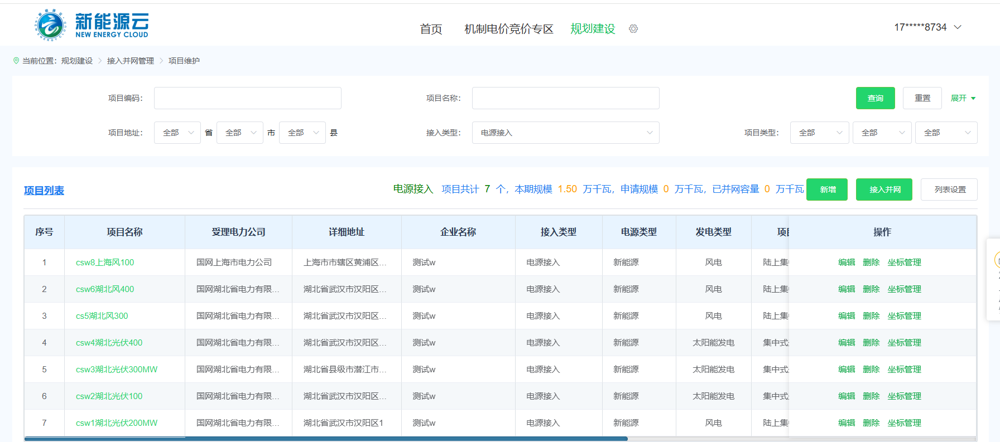 新能源云
NEW ENERGY CLOUD
首页 机制电价竞价专区 规划建设
17*****8734
当前位置: 规划建设 > 接入并网管理 > 项目维护
项目编码:
项目名称:
查询 重置 展开
项目地址: 全部 省 全部 市 全部 县
接入类型: 电源接入
项目类型: 全部 全部 全部
项目列表
电源接入 项目共计 7 个, 本期规模 1.50 万千瓦, 申请规模 0 万千瓦, 已并网容量 0 万千瓦
新增 接入并网 列表设置
序号 项目名称 受理电力公司 详细地址 企业名称 接入类型 电源类型 发电类型 项 操作
1 csw8上海风100 国网上海市电力公司 上海市市辖区黄浦区... 测试w 电源接入 新能源 风电 陆上集 编辑 删除 坐标管理
2 csw6湖北风400 国网湖北省电力有限... 湖北省武汉市汉阳区... 测试w 电源接入 新能源 风电 陆上集 编辑 删除 坐标管理
3 cs5湖北风300 国网湖北省电力有限... 湖北省武汉市汉阳区... 测试w 电源接入 新能源 风电 陆上集 编辑 删除 坐标管理
4 csw4湖北光伏400 国网湖北省电力有限... 湖北省武汉市汉阳区... 测试w 电源接入 新能源 太阳能发电 集中式 编辑 删除 坐标管理
5 csw3湖北光伏300MW 国网湖北省电力有限... 湖北省县级市潜江市... 测试w 电源接入 新能源 太阳能发电 集中式 编辑 删除 坐标管理
6 csw2湖北光伏100 国网湖北省电力有限... 湖北省武汉市汉阳区... 测试w 电源接入 新能源 太阳能发电 集中式 编辑 删除 坐标管理
7 csw1湖北光伏200MW 国网湖北省电力有限... 湖北省武汉市汉阳区1 测试w 电源接入 新能源 风电 陆上集 编辑 删除 坐标管理